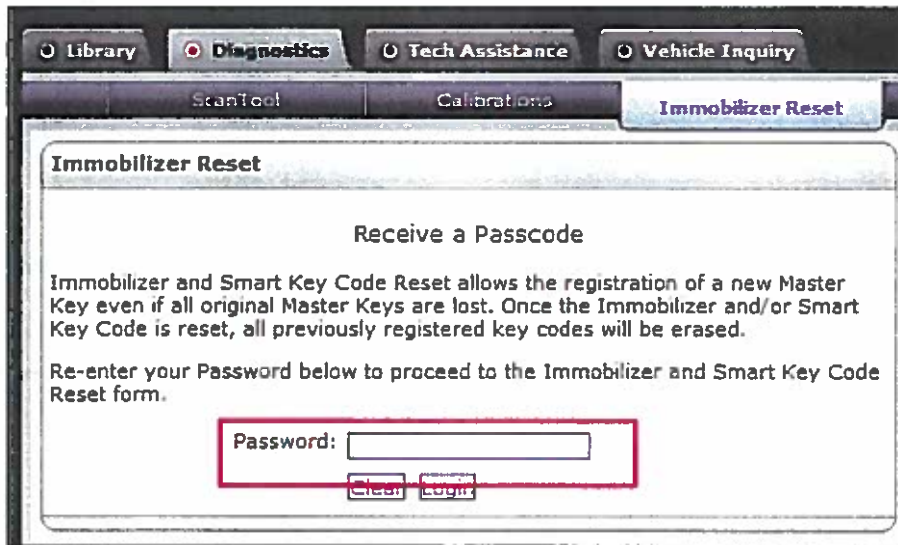 Library Diagnostics Tech Assistance Vehicle Inquiry
ScanTool Calibrations Immobilizer Reset
Immobilizer Reset
Receive a Passcode
Immobilizer and Smart Key Code Reset allows the registration of a new Master
Key even if all original Master Keys are lost. Once the Immobilizer and/or Smart
Key Code is reset, all previously registered key codes will be erased.
Re-enter your Password below to proceed to the Immobilizer and Smart Key Code
Reset form.
Password:
Clear Login